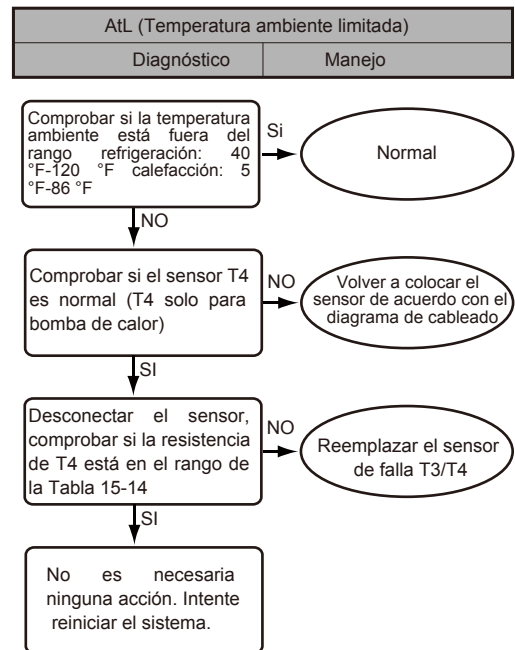 AtL (Temperatura ambiente limitada)
Diagnóstico Manejo
Comprobar si la temperatura
ambiente está fuera del
rango refrigeración: 40
°F-120 °F calefacción: 5
°F-86 °F
Si
Normal
NO
Comprobar si el sensor T4
es normal (T4 solo para
bomba de calor)
NO
Volver a colocar el
sensor de acuerdo con el
diagrama de cableado
SI
Desconectar el sensor,
comprobar si la resistencia
de T4 está en el rango de
la Tabla 15-14
NO
Reemplazar el sensor
de falla T3/T4
SI
No es necesaria
ninguna acción. Intente
reiniciar el sistema.